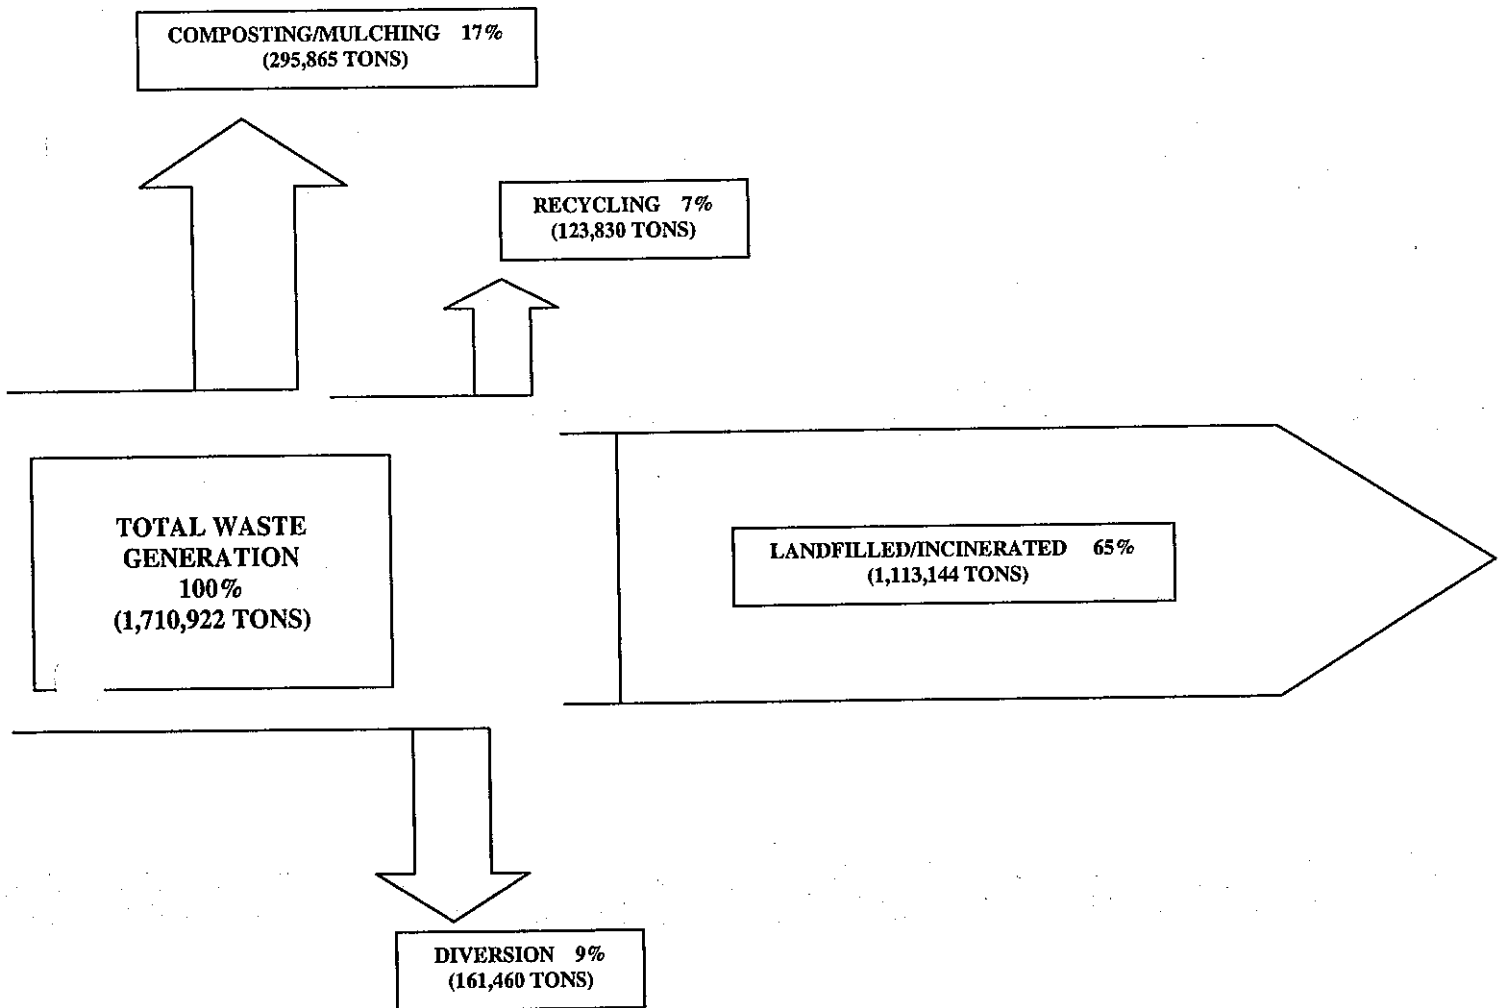 COMPOSTING/MULCHING 17%
(295,865 TONS)
RECYCLING 7%
(123,830 TONS)
TOTAL WASTE
GENERATION
100%
(1,710,922 TONS)
LANDFILLED/INCINERATED 65%
(1,113,144 TONS)
DIVERSION 9%
(161,460 TONS)